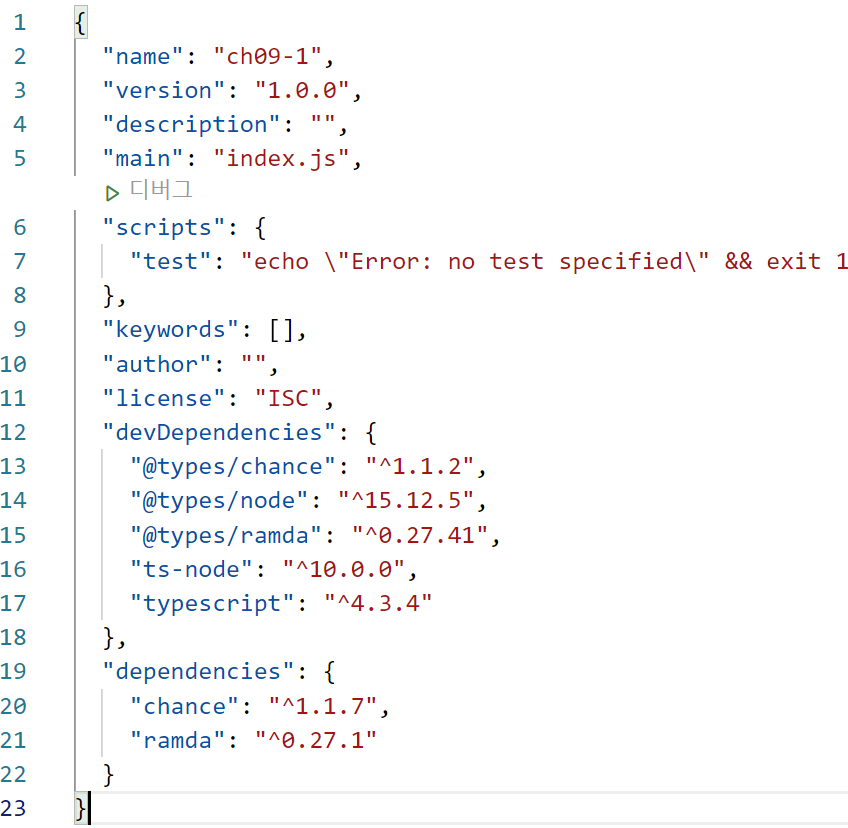 1 {
2 "name": "ch09-1",
3 "version": "1.0.0",
4 "description": "",
5 "main": "index.js",
디버그
6 "scripts": {
7 "test": "echo \"Error: no test specified\" && exit 1
8 },
9 "keywords": [],
10 "author": "",
11 "license": "ISC",
12 "devDependencies": {
13 "@types/chance": "^1.1.2",
14 "@types/node": "^15.12.5",
15 "@types/ramda": "^0.27.41",
16 "ts-node": "^10.0.0",
17 "typescript": "^4.3.4"
18 },
19 "dependencies": {
20 "chance": "^1.1.7",
21 "ramda": "^0.27.1"
22 }
23 }